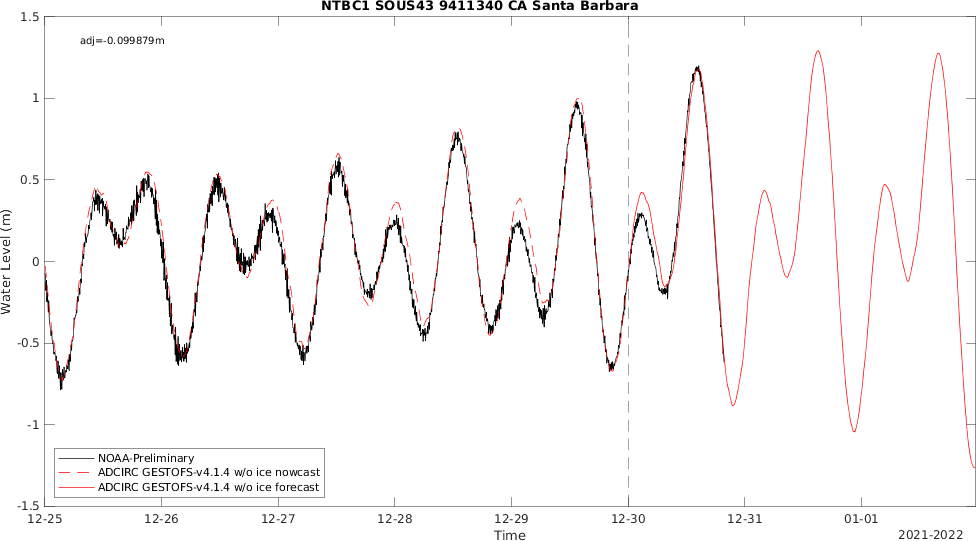 NTBC1 SOUS43 9411340 CA Santa Barbara
adj=-0.099879m
1.5
1
0.5
0
-0.5
-1
-1.5
Water Level (m)
NOAA-Preliminary
ADCIRC GESTOFS-v4.1.4 w/o ice nowcast
ADCIRC GESTOFS-v4.1.4 w/o ice forecast
12-25 12-26 12-27 12-28 12-29 12-30 12-31 01-01
Time
2021-2022